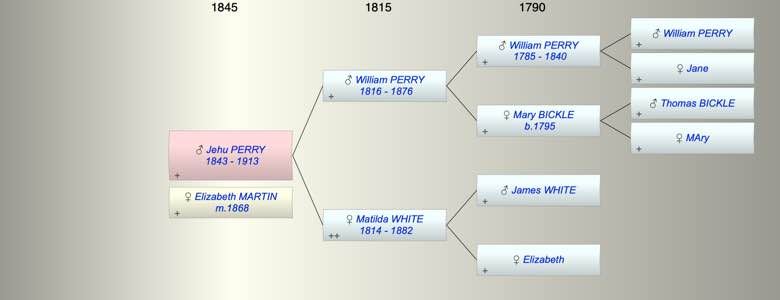 1845 1815 1790
♂ William PERRY
+
♂ William PERRY
1785 - 1840
+
♀ Jane
+
♂ William PERRY
1816 - 1876
+
♂ Thomas BICKLE
+
♀ Mary BICKLE
b.1795
+
♀ MAry
+
♂ Jehu PERRY
1843 - 1913
+
♀ Elizabeth MARTIN
m.1868
+
♂ James WHITE
+
♀ Matilda WHITE
1814 - 1882
++
♀ Elizabeth
+